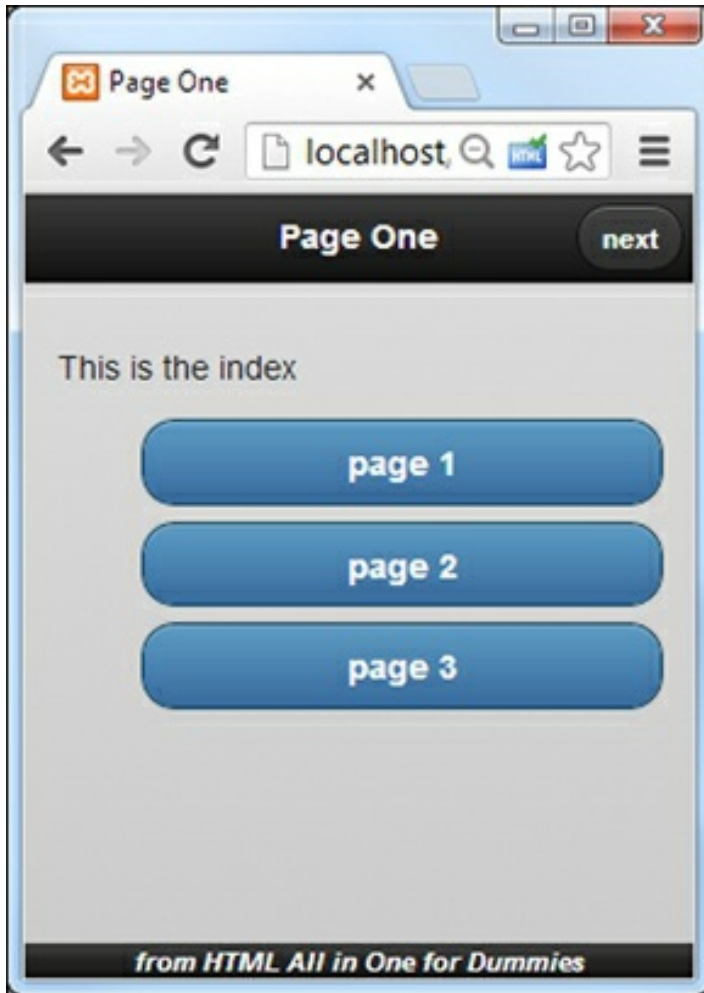 Page One
localhost,
HTML
Page One
next
This is the index
page 1
page 2
page 3
from HTML All in One for Dummies